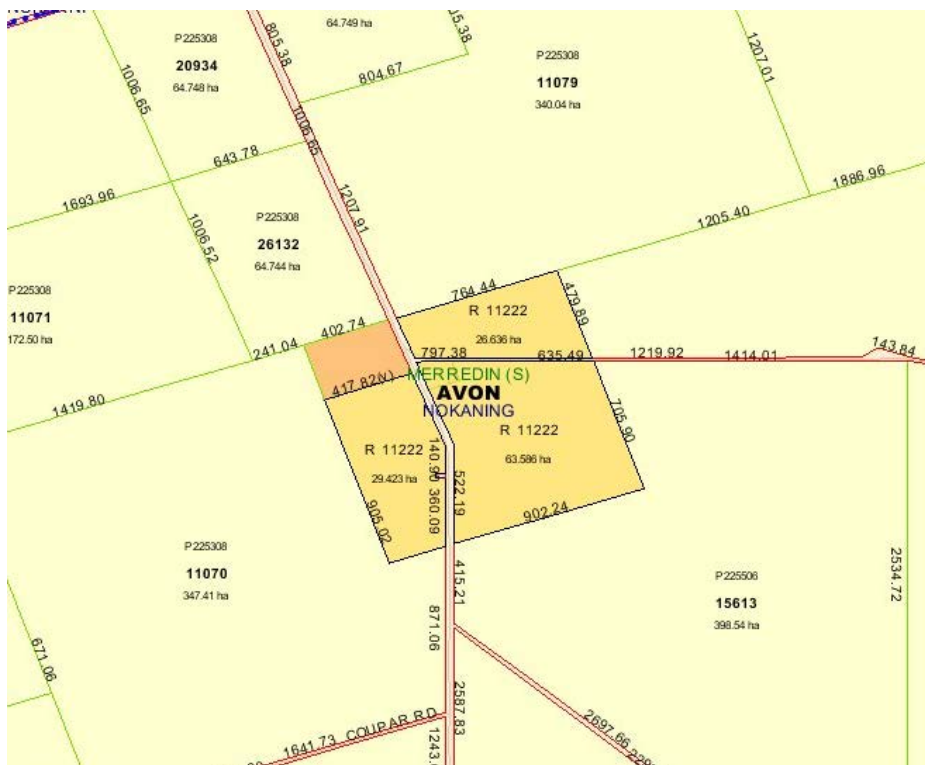 805.38
64.749 ha
P225308
20934
64.748 ha
804.67
P225308
11079
340.04 ha
1207.01
1006.65
1006.65
643.78
1693.96
1886.96
1207.91
1205.40
P225308
26132
64.744 ha
1006.52
P225308
11071
172.50 ha
764.44
479.89
R 11222
26.636 ha
402.74
241.04
797.38
635.49
1219.92
1414.01
143.84
MERREDIN (S)
AVON
NOKANING
417.82(v)
1419.80
705.90
R 11222
63.586 ha
R 11222
29.423 ha
140.90
360.09
522.19
905.02
902.24
P225308
11070
347.41 ha
415.21
P225506
15613
398.54 ha
2534.72
871.06
671.06
2587.83
2697.66
COUPAR RD
1641.73